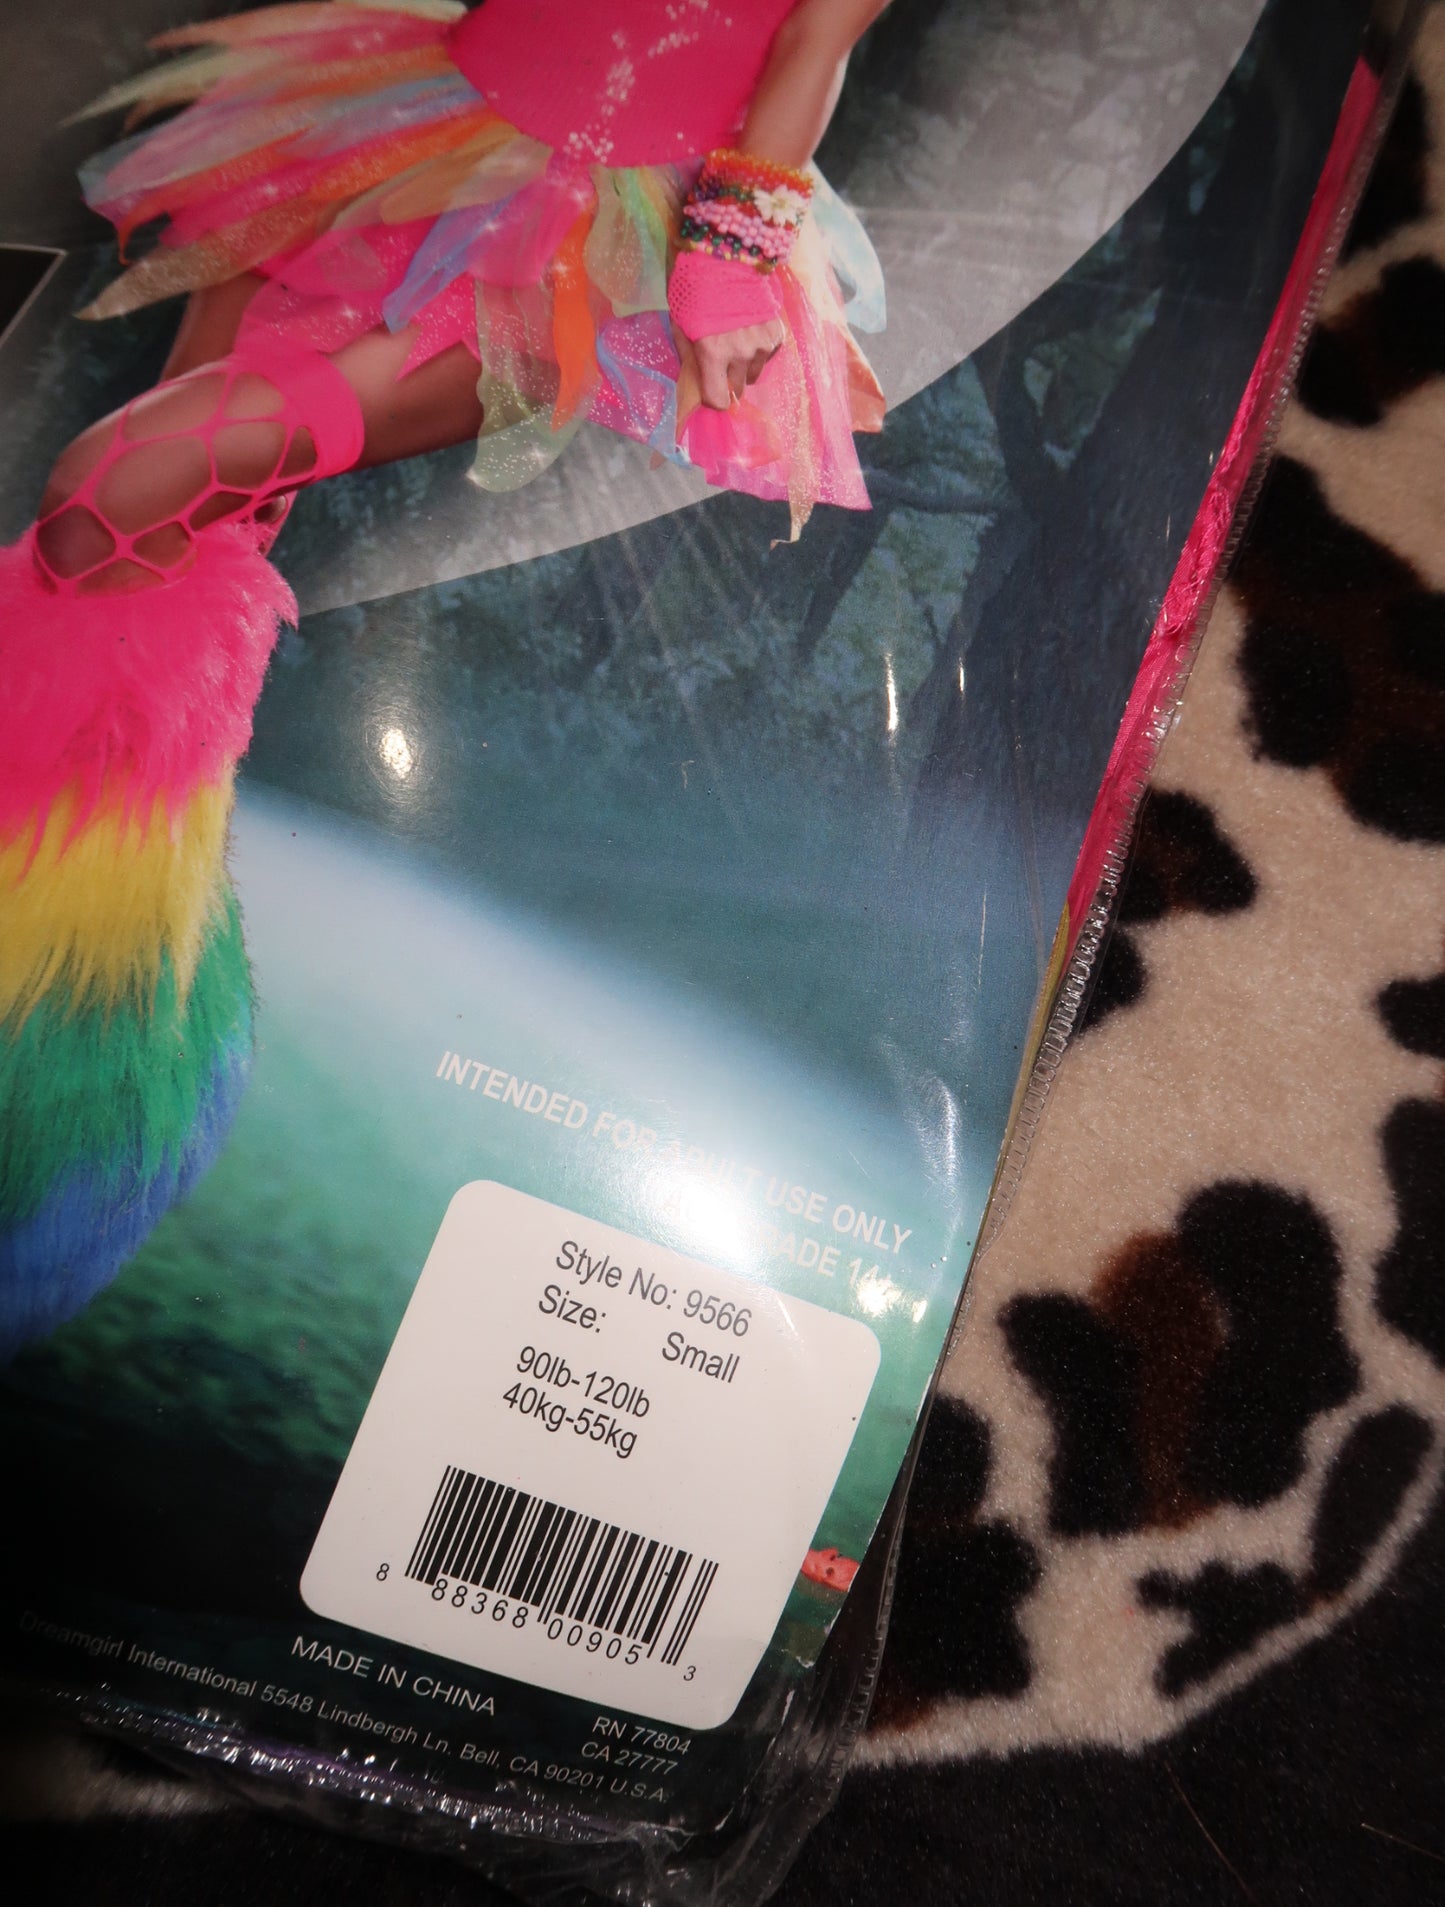 INTENDED FOR ADULT USE ONLY
14+
Style No: 9566
Size: Small
90lb-120lb
40kg-55kg
8 88368 00905 3
MADE IN CHINA
RN 77804
CA 27777
Dreamgirl International 5548 Lindbergh Ln. Bell, CA 90201 U.S.A.